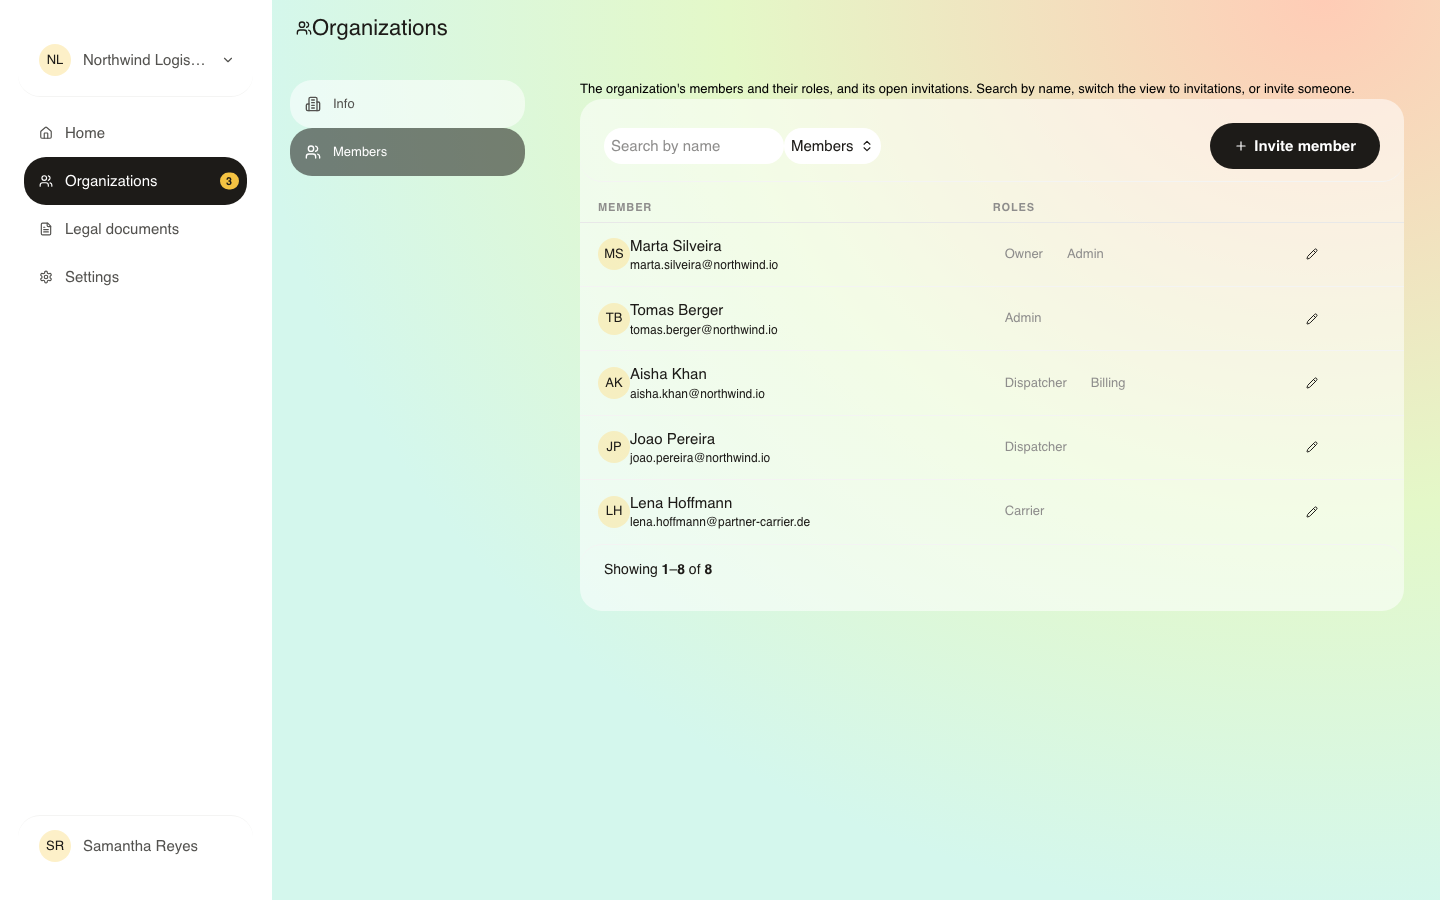 NL Northwind Logis...
Home
Organizations 3
Legal documents
Settings
SR Samantha Reyes
Organizations
Info
Members
The organization's members and their roles, and its open invitations. Search by name, switch the view to invitations, or invite someone.
Search by name Members + Invite member
MEMBER ROLES
MS Marta Silveira Owner Admin
marta.silveira@northwind.io
TB Tomas Berger Admin
tomas.berger@northwind.io
AK Aisha Khan Dispatcher Billing
aisha.khan@northwind.io
JP Joao Pereira Dispatcher
joao.pereira@northwind.io
LH Lena Hoffmann Carrier
lena.hoffmann@partner-carrier.de
Showing 1–8 of 8